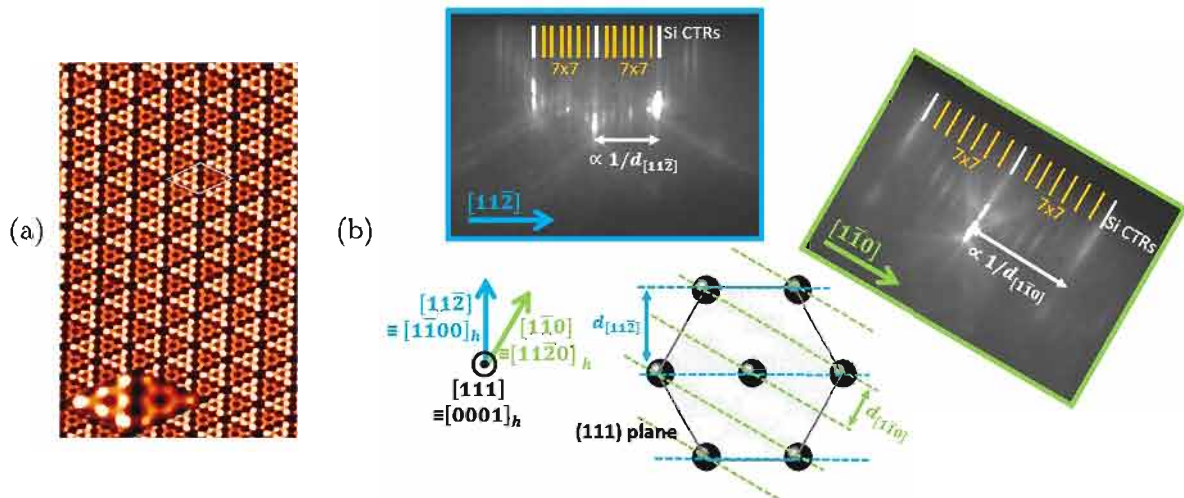 (a)
(b)
Si CTRs
7x7
7x7
∝ 1/d[112̄]
[112̄]
7x7
7x7
Si CTRs
∝ 1/d[11̄0]
[11̄0]
[112̄]
≡ [11̄00]h
[11̄0]
≡[112̄0]h
[111]
≡[0001]h
d[112̄]
d[11̄0]
(111) plane